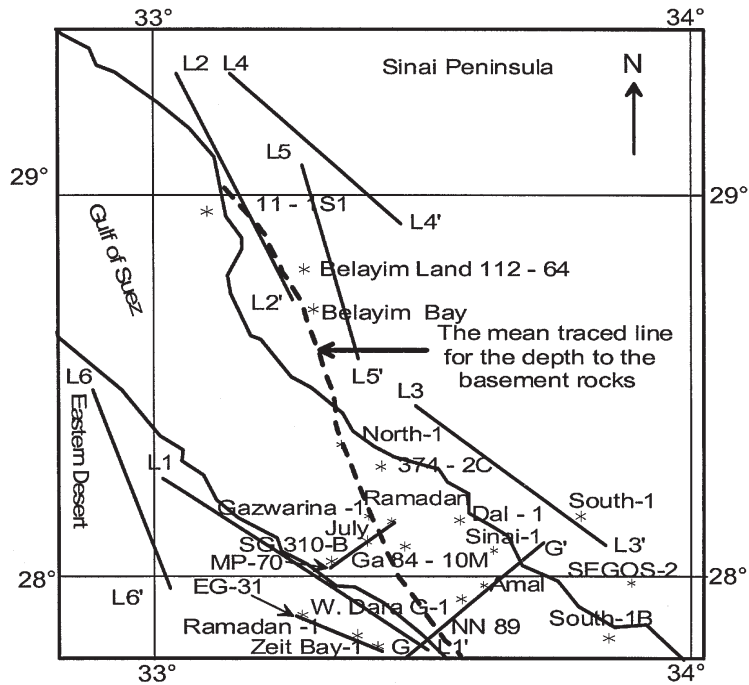 33° 34°
L2 L4 Sinai Peninsula N
L5
29° 29°
11 - 1S1
L4'
Gulf of Suez
Belayim Land 112 - 64
L2' Belayim Bay
The mean traced line
for the depth to the
basement rocks
L5'
L6 L3
Eastern Desert
North-1
L1 374 - 2C
Gazwarina -1 Ramadan Dal - 1 South-1
July Sinai-1 G' L3'
SG 310-B
MP-70 Ga 84 - 10M SEGOS-2
28° 28°
EG-31 Amal
L6' W. Dara G-1 South-1B
Ramadan -1 NN 89
Zeit Bay-1 G L1'
33° 34°